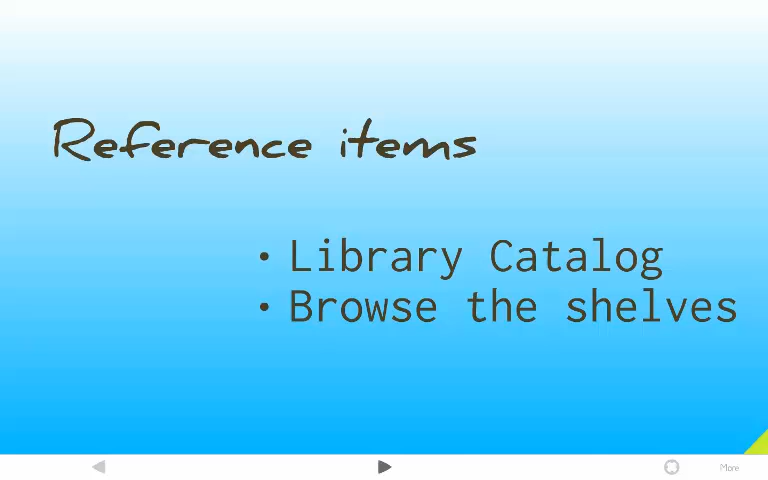 Reference items
• Library Catalog
• Browse the shelves
More